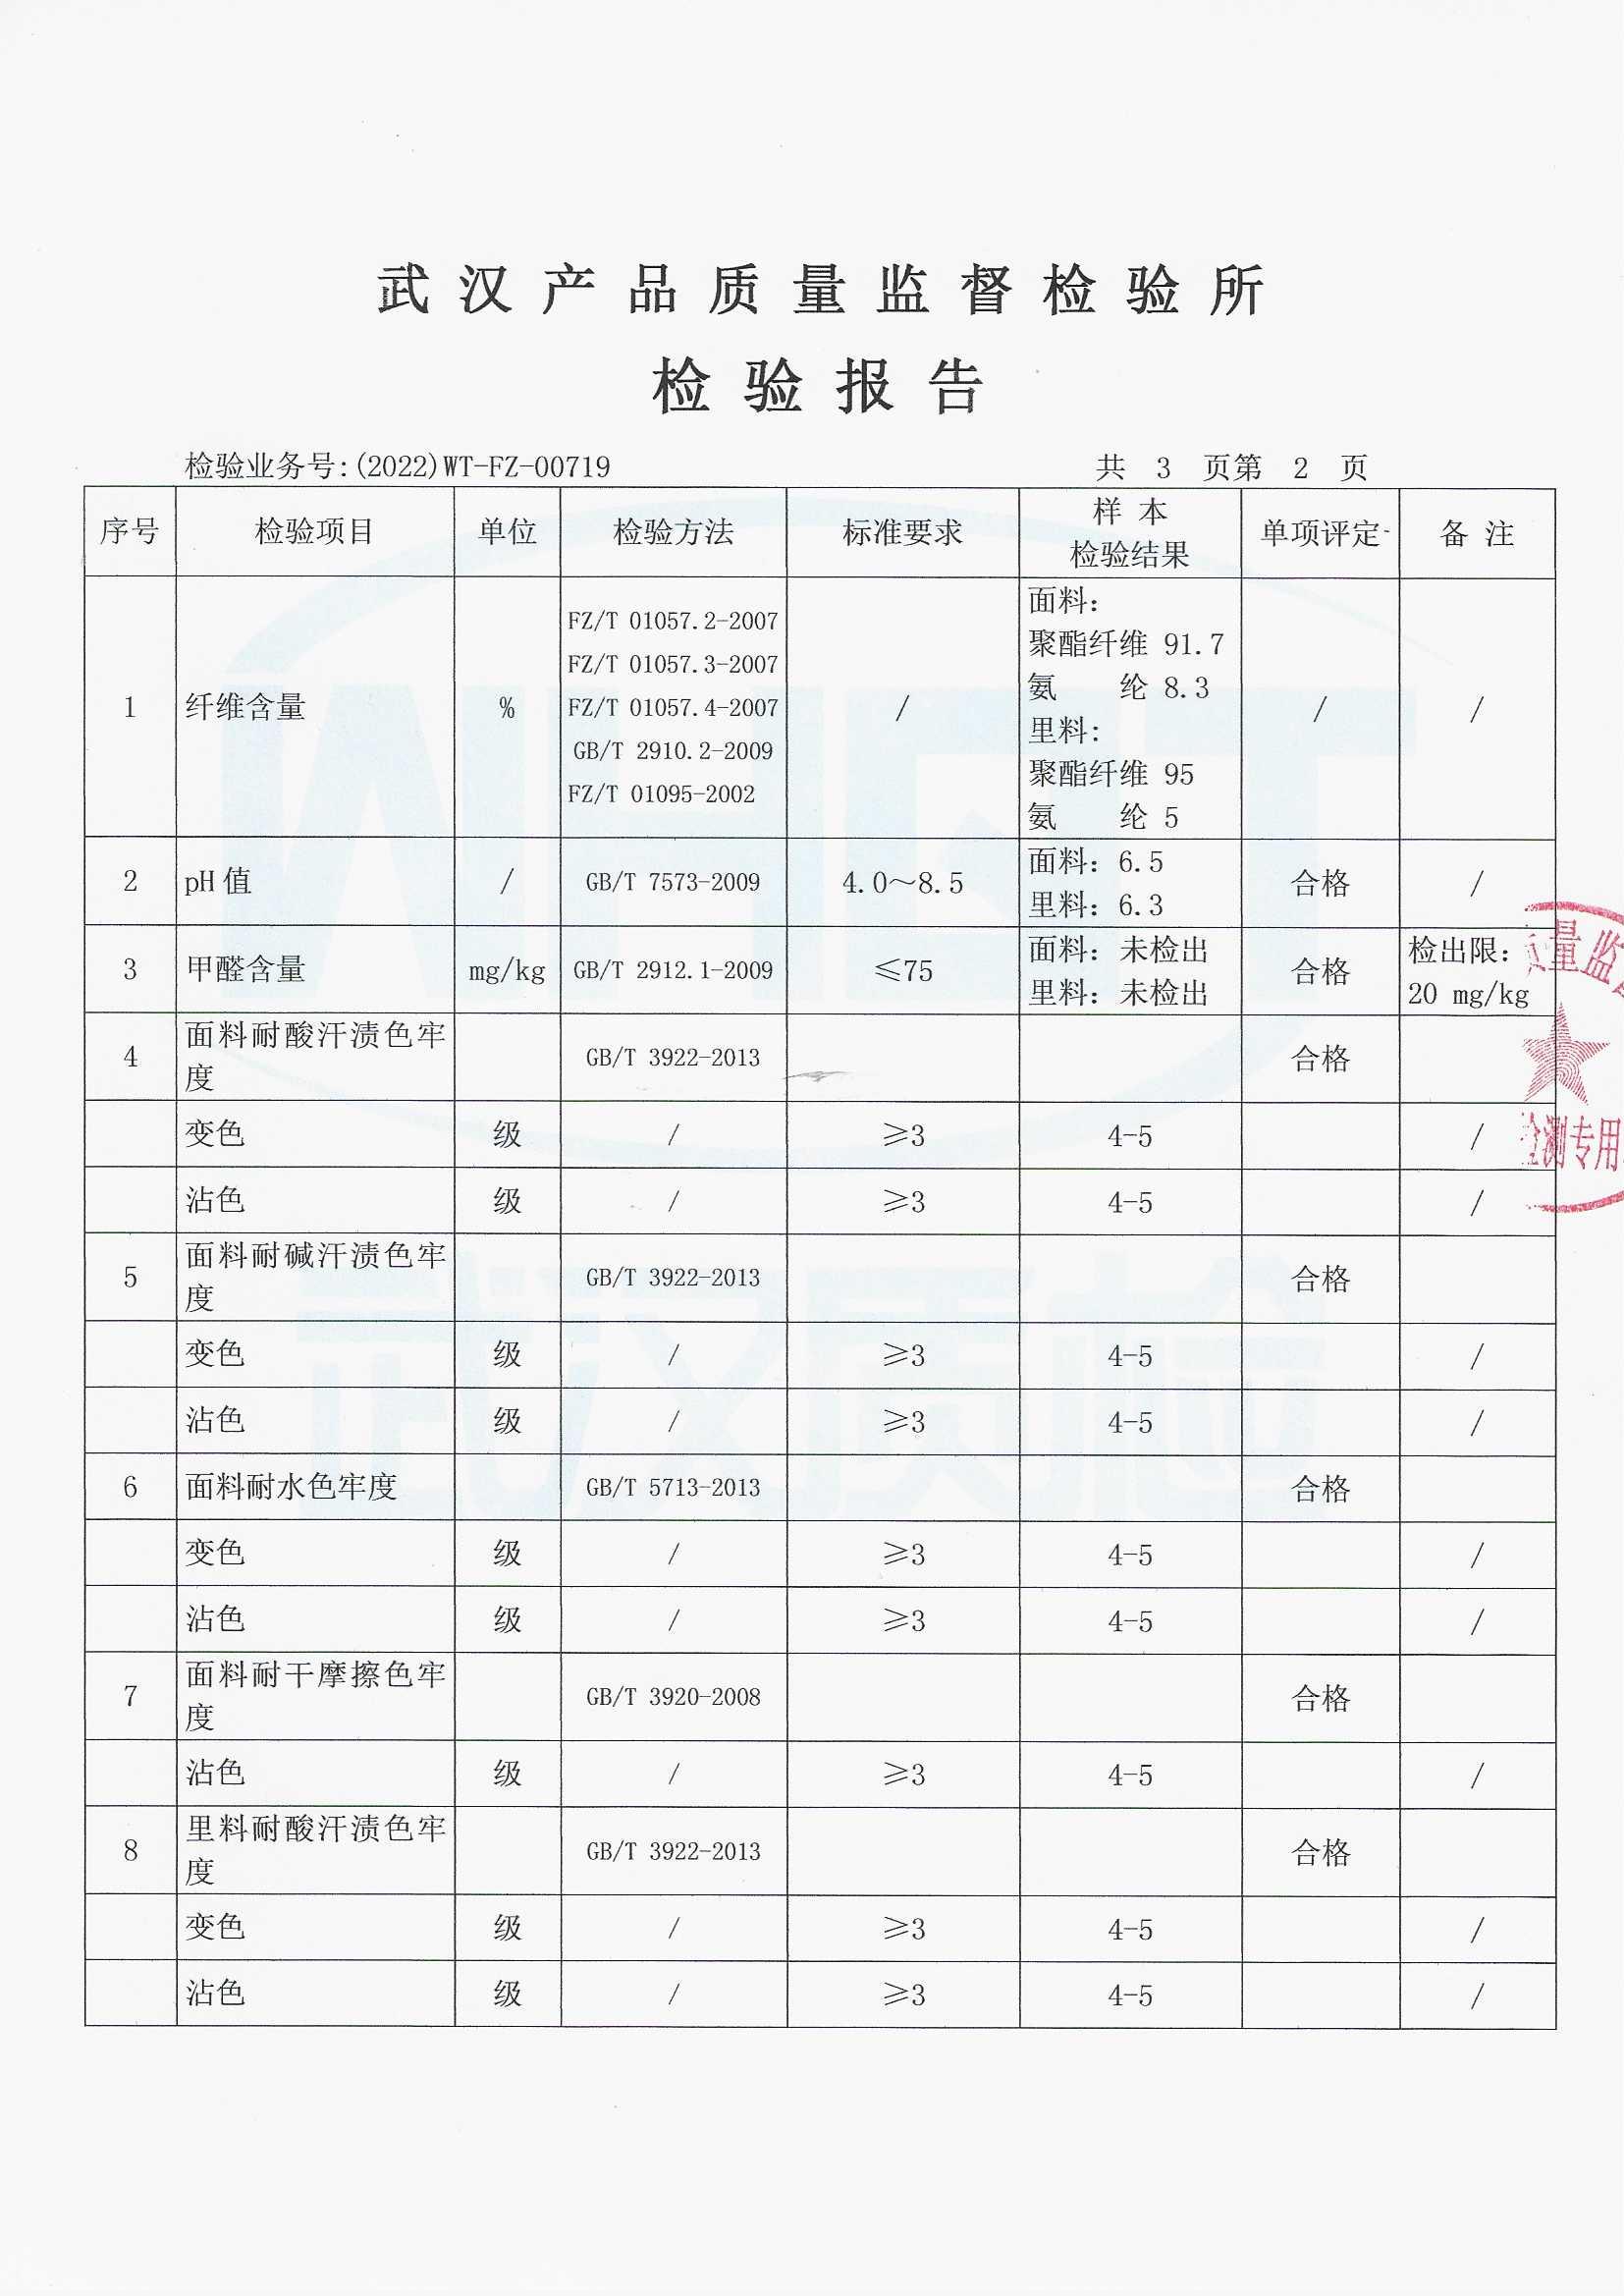 武汉产品质量监督检验所
检验报告
检验业务号:(2022)WT-FZ-00719 共 3 页第 2 页
序号 检验项目 单位 检验方法 标准要求 样 本 检验结果 单项评定 备 注
1 纤维含量 % / / /
FZ/T 01057.2-2007
FZ/T 01057.3-2007
FZ/T 01057.4-2007
GB/T 2910.2-2009
FZ/T 01095-2002
面料:
聚酯纤维 91.7
氨 纶 8.3
里料:
聚酯纤维 95
氨 纶 5
2 pH值 / GB/T 7573-2009 4.0～8.5 面料: 6.5 合格 /
里料: 6.3
3 甲醛含量 mg/kg GB/T 2912.1-2009 ≤75 面料: 未检出 合格 检出限:
里料: 未检出 20 mg/kg
4 面料耐酸汗渍色牢 GB/T 3922-2013 合格
度
变色 级 / ≥3 4-5 /
沾色 级 / ≥3 4-5 /
5 面料耐碱汗渍色牢 GB/T 3922-2013 合格
度
变色 级 / ≥3 4-5 /
沾色 级 / ≥3 4-5 /
6 面料耐水色牢度 GB/T 5713-2013 合格
变色 级 / ≥3 4-5 /
沾色 级 / ≥3 4-5 /
7 面料耐干摩擦色牢 GB/T 3920-2008 合格
度
沾色 级 / ≥3 4-5 /
8 里料耐酸汗渍色牢 GB/T 3922-2013 合格
度
变色 级 / ≥3 4-5 /
沾色 级 / ≥3 4-5 /
量监
测专用